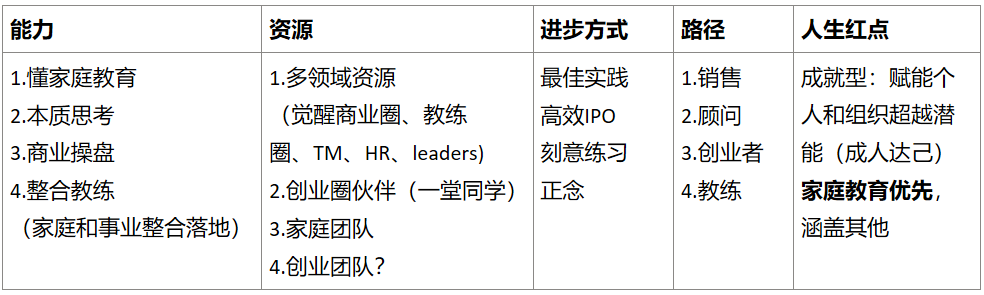 能力
资源
进步方式
路径
人生红点
1.懂家庭教育
2.本质思考
3.商业操盘
4.整合教练
（家庭和事业整合落地）
1.多领域资源
（觉醒商业圈、教练
圈、TM、HR、leaders)
2.创业圈伙伴（一堂同学）
3.家庭团队
4.创业团队？
最佳实践
高效IPO
刻意练习
正念
1.销售
2.顾问
3.创业者
4.教练
成就型：赋能个
人和组织超越潜
能（成人达己）
家庭教育优先，
涵盖其他